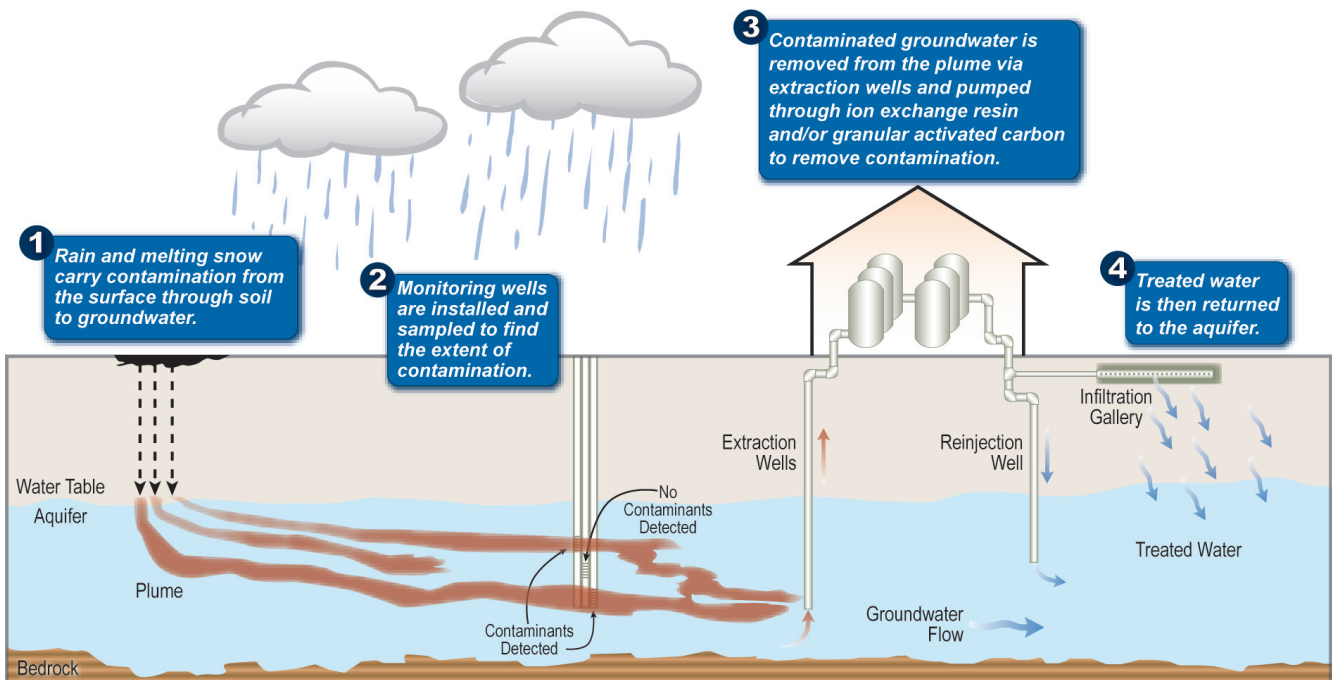 1
Rain and melting snow
carry contamination from
the surface through soil
to groundwater.
2
Monitoring wells
are installed and
sampled to find
the extent of
contamination.
3
Contaminated groundwater is
removed from the plume via
extraction wells and pumped
through ion exchange resin
and/or granular activated carbon
to remove contamination.
4
Treated water
is then returned
to the aquifer.
Water Table
Aquifer
Plume
Bedrock
No
Contaminants
Detected
Contaminants
Detected
Extraction
Wells
Reinjection
Well
Infiltration
Gallery
Treated Water
Groundwater
Flow